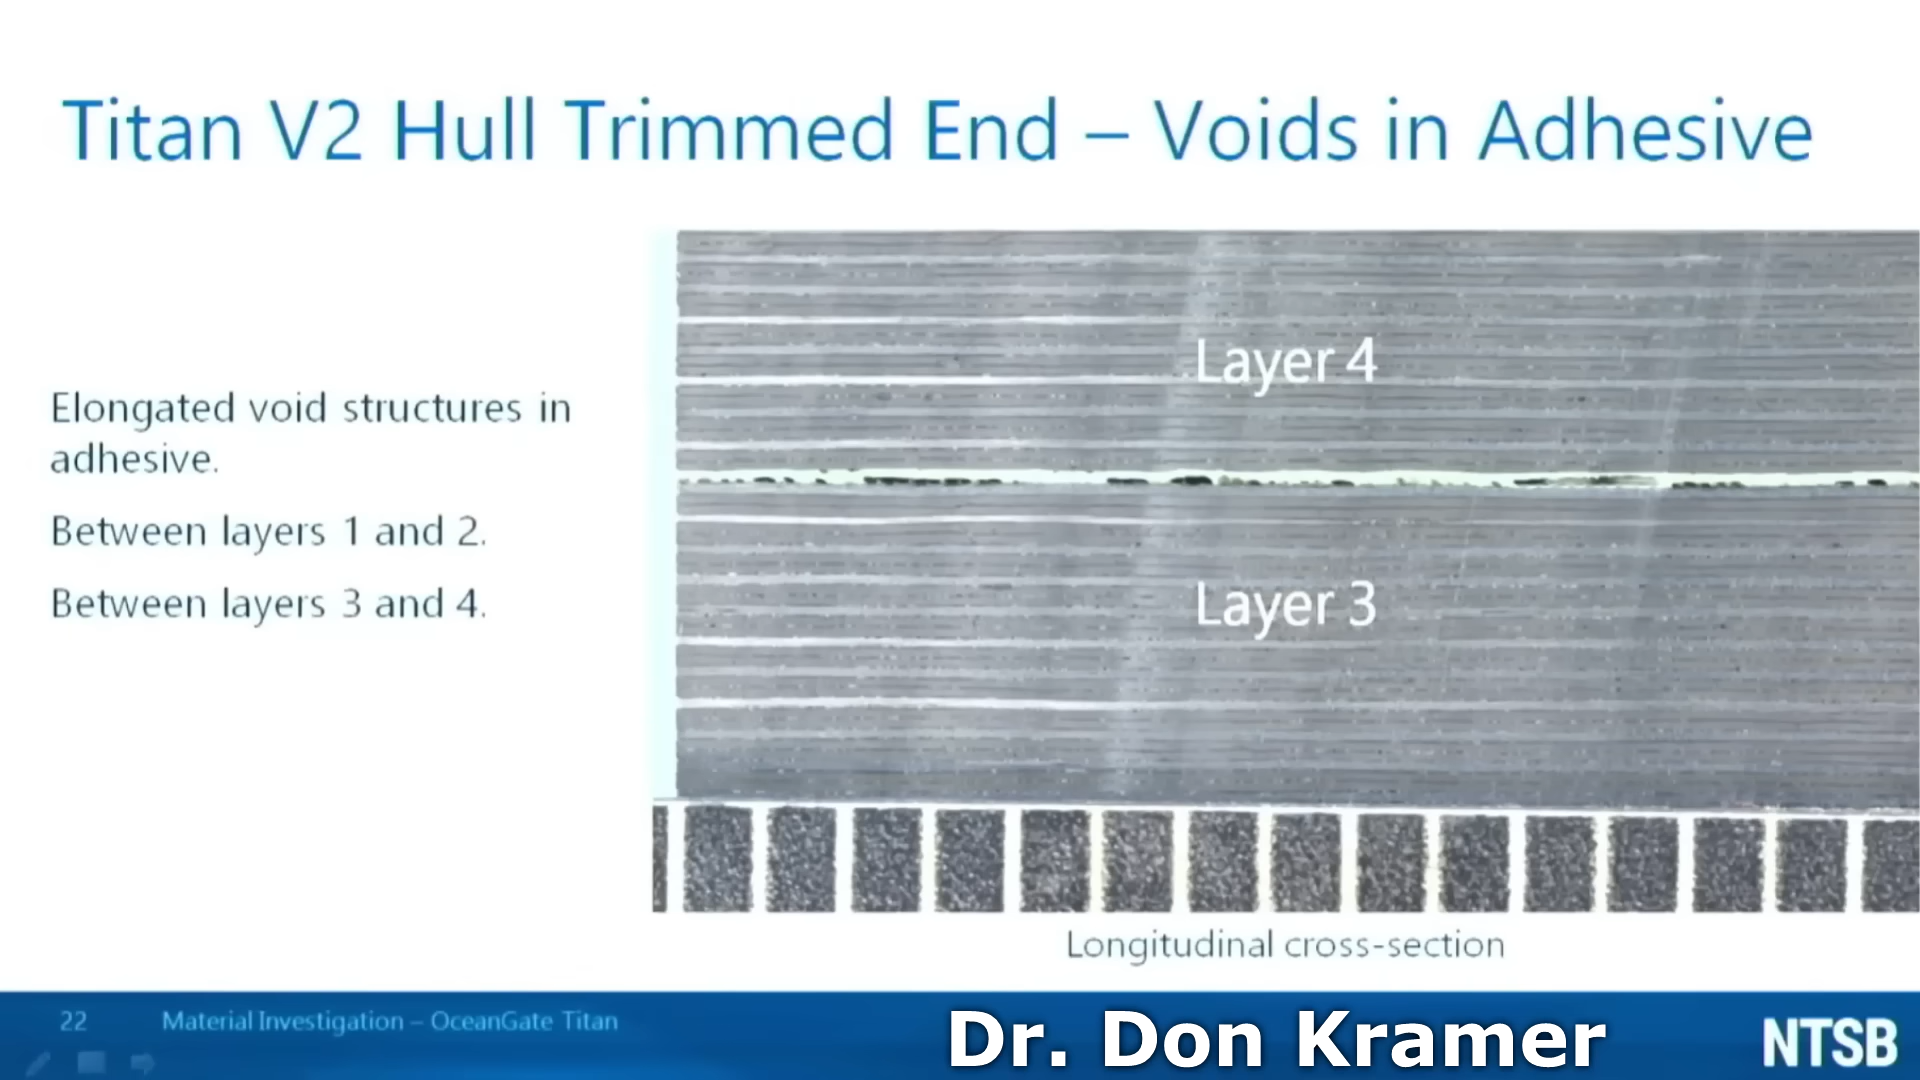 Titan V2 Hull Trimmed End – Voids in Adhesive
Elongated void structures in
adhesive.
Between layers 1 and 2.
Between layers 3 and 4.
Layer 4
Layer 3
Longitudinal cross-section
22 Material Investigation – OceanGate Titan
Dr. Don Kramer
NTSB